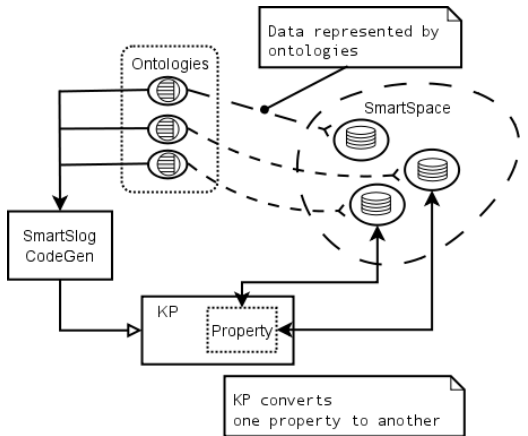 Data represented by
ontologies
Ontologies
SmartSpace
SmartSlog
CodeGen
KP
Property
KP converts
one property to another